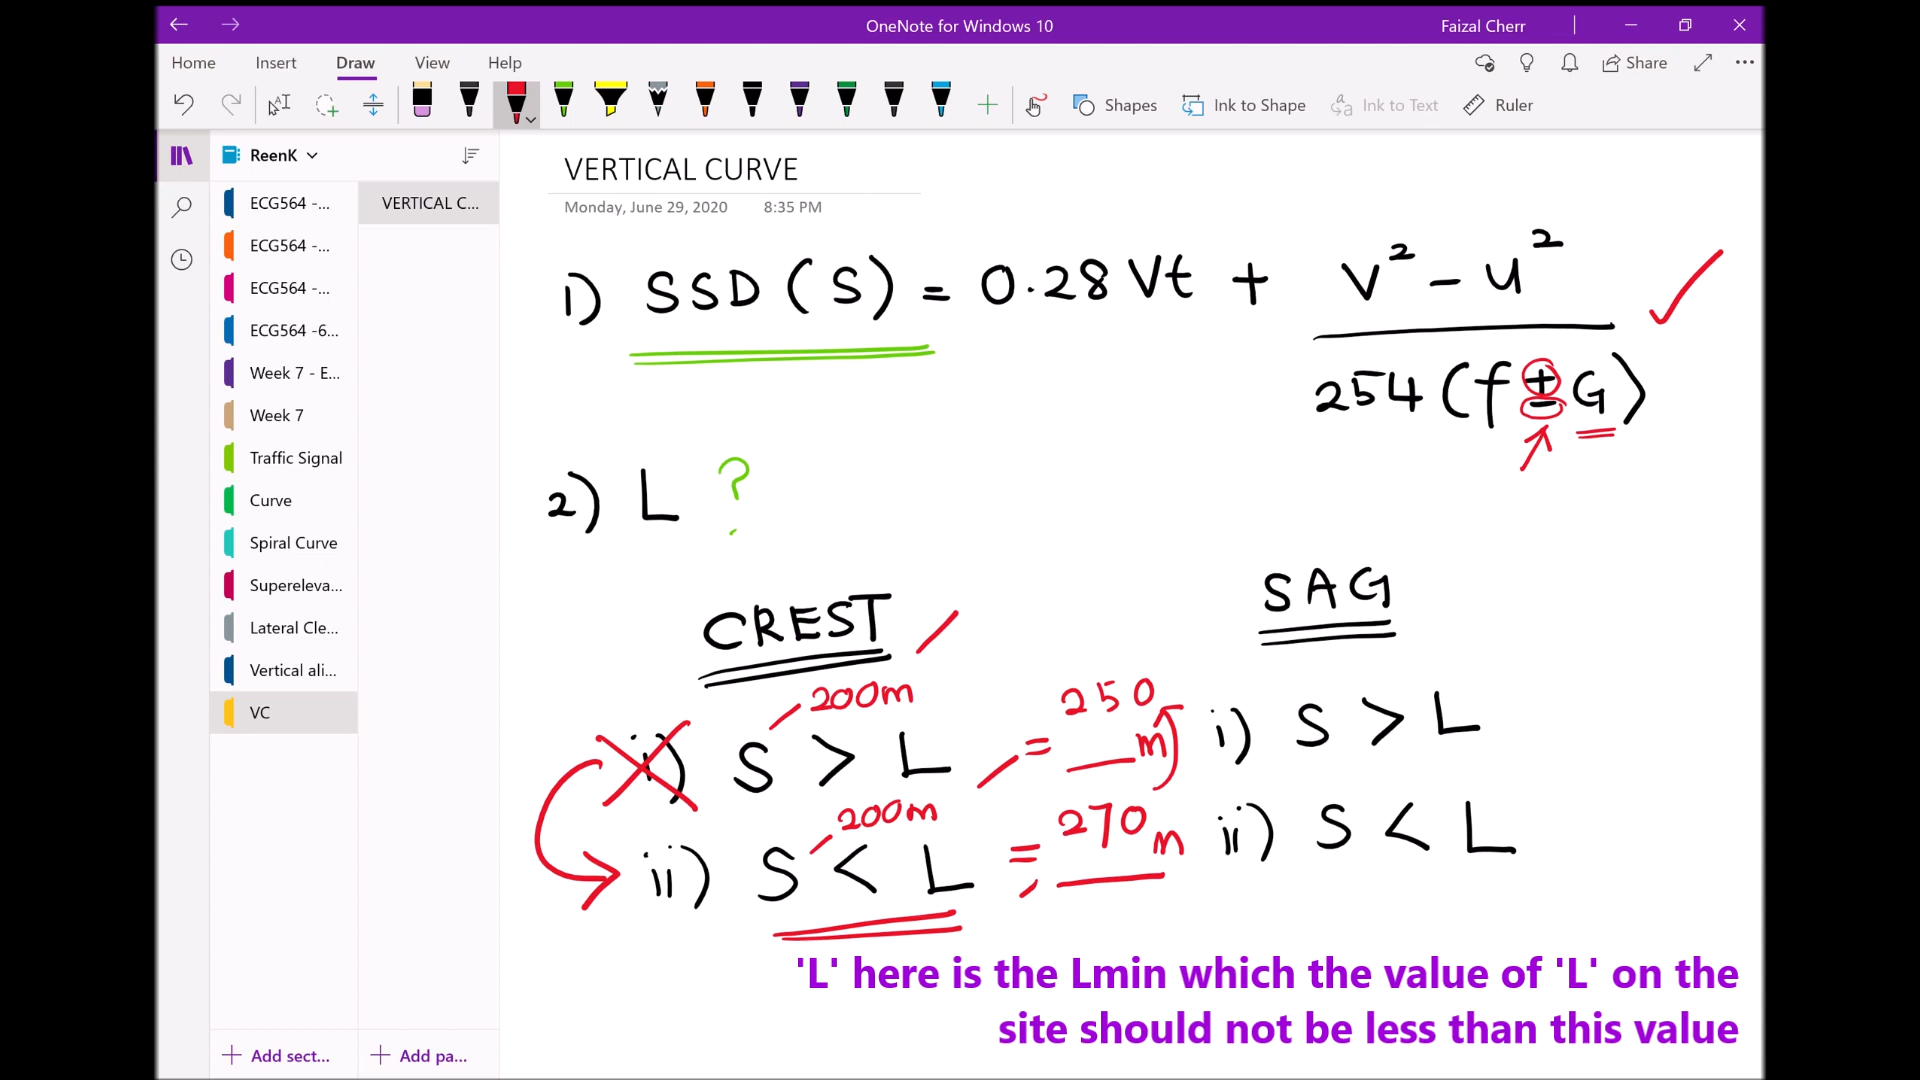 OneNote for Windows 10
Faizal Cherr
Home Insert Draw View Help
Share
Shapes Ink to Shape Ink to Text Ruler
ReenK
ECG564 -...
ECG564 -...
ECG564 -...
ECG564 -6...
Week 7 - E...
Week 7
Traffic Signal
Curve
Spiral Curve
Supereleva...
Lateral Cle...
Vertical ali...
VC
Add sect...
VERTICAL C...
Add pa...
VERTICAL CURVE
Monday, June 29, 2020 8:35 PM
1) SSD (S) = 0.28 Vt + V² - U²
254 (f ± G)
2) L ?
CREST
200m
i) S > L = 250 m
200m
ii) S < L = 270 m
SAG
i) S > L
ii) S < L
'L' here is the Lmin which the value of 'L' on the
site should not be less than this value